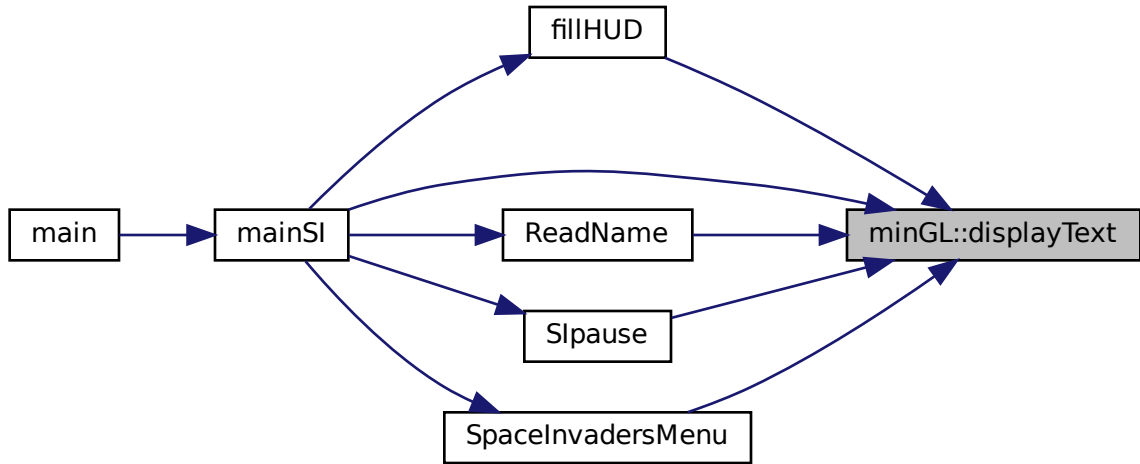 fillHUD
main
mainSI
ReadName
minGL::displayText
SIpause
SpaceInvadersMenu